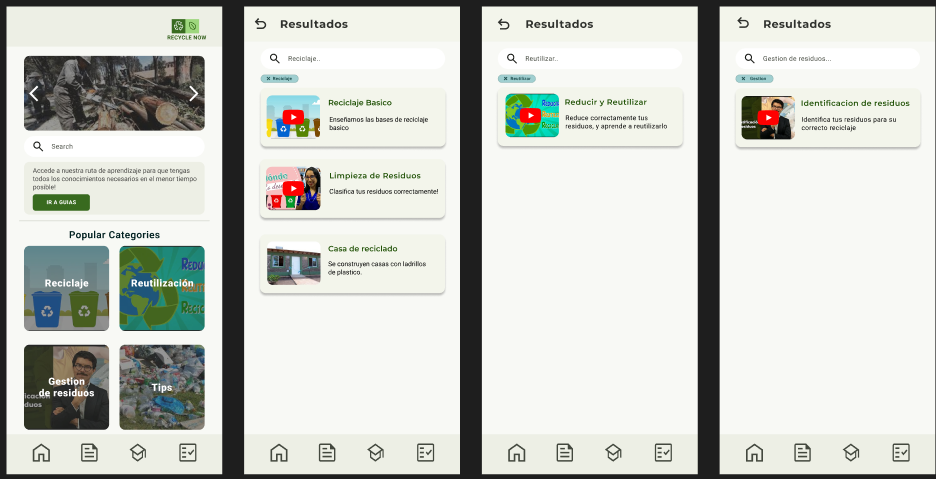 RECYCLE NOW
Search
Accede a nuestra ruta de aprendizaje para que tengas
todos los conocimientos necesarios en el menor tiempo
posible!
IR A GUIAS
Popular Categories
Reciclaje
Reutilización
Gestion
de residuos
Tips
Resultados
Reciclaje..
× Reciclaje
Reciclaje Basico
Enseñamos las bases de reciclaje
basico
Limpieza de Residuos
Clasifica tus residuos correctamente!
Casa de reciclado
Se construyen casas con ladrillos
de plastico.
Resultados
Reutilizar..
× Reutilizar
Reducir y Reutilizar
Reduce correctamente tus
residuos, y aprende a reutilizarlo
Resultados
Gestion de residuos...
× Gestion
Identificacion de residuos
Identifica tus residuos para su
correcto reciclaje